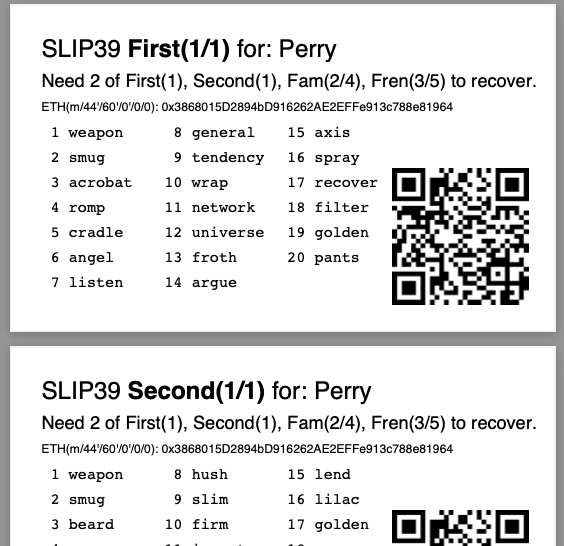 SLIP39 First(1/1) for: Perry
Need 2 of First(1), Second(1), Fam(2/4), Fren(3/5) to recover.
ETH(m/44'/60'/0'/0/0): 0x3868015D2894bD916262AE2EFFe913c788e81964
1 weapon 8 general 15 axis
2 smug 9 tendency 16 spray
3 acrobat 10 wrap 17 recover
4 romp 11 network 18 filter
5 cradle 12 universe 19 golden
6 angel 13 froth 20 pants
7 listen 14 argue
SLIP39 Second(1/1) for: Perry
Need 2 of First(1), Second(1), Fam(2/4), Fren(3/5) to recover.
ETH(m/44'/60'/0'/0/0): 0x3868015D2894bD916262AE2EFFe913c788e81964
1 weapon 8 hush 15 lend
2 smug 9 slim 16 lilac
3 beard 10 firm 17 golden